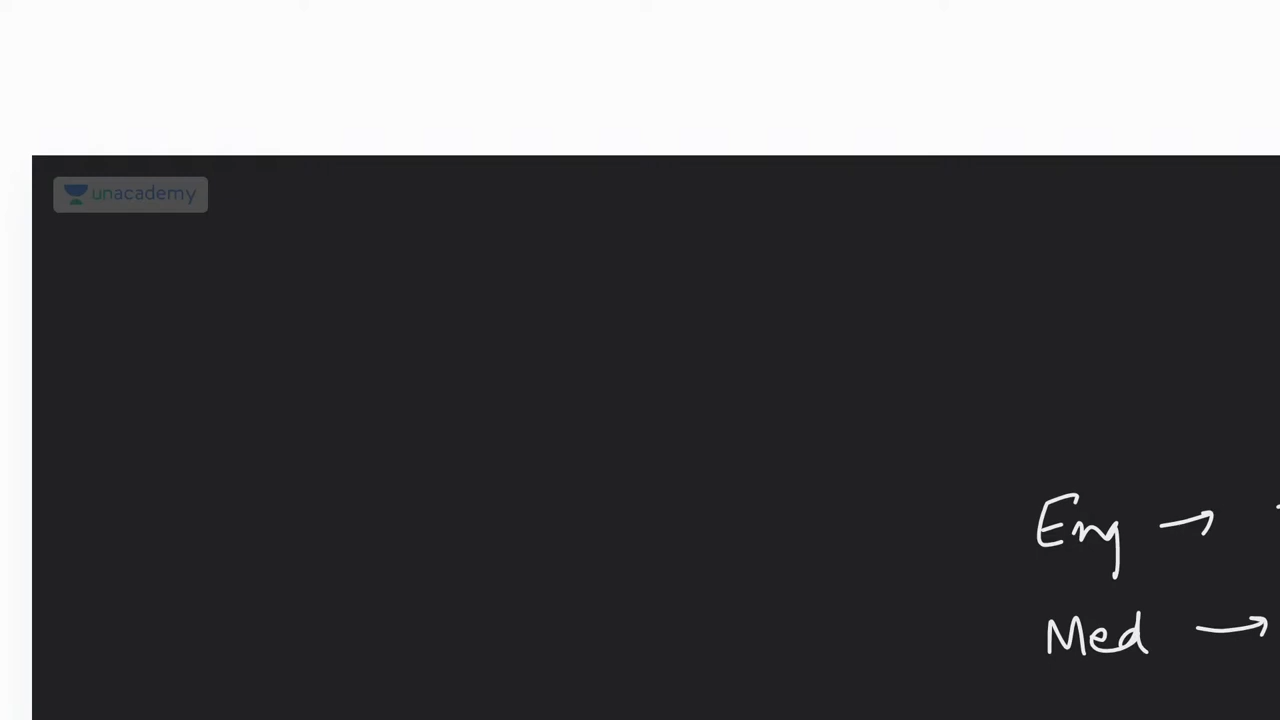 unacademy
Eng →
Med →